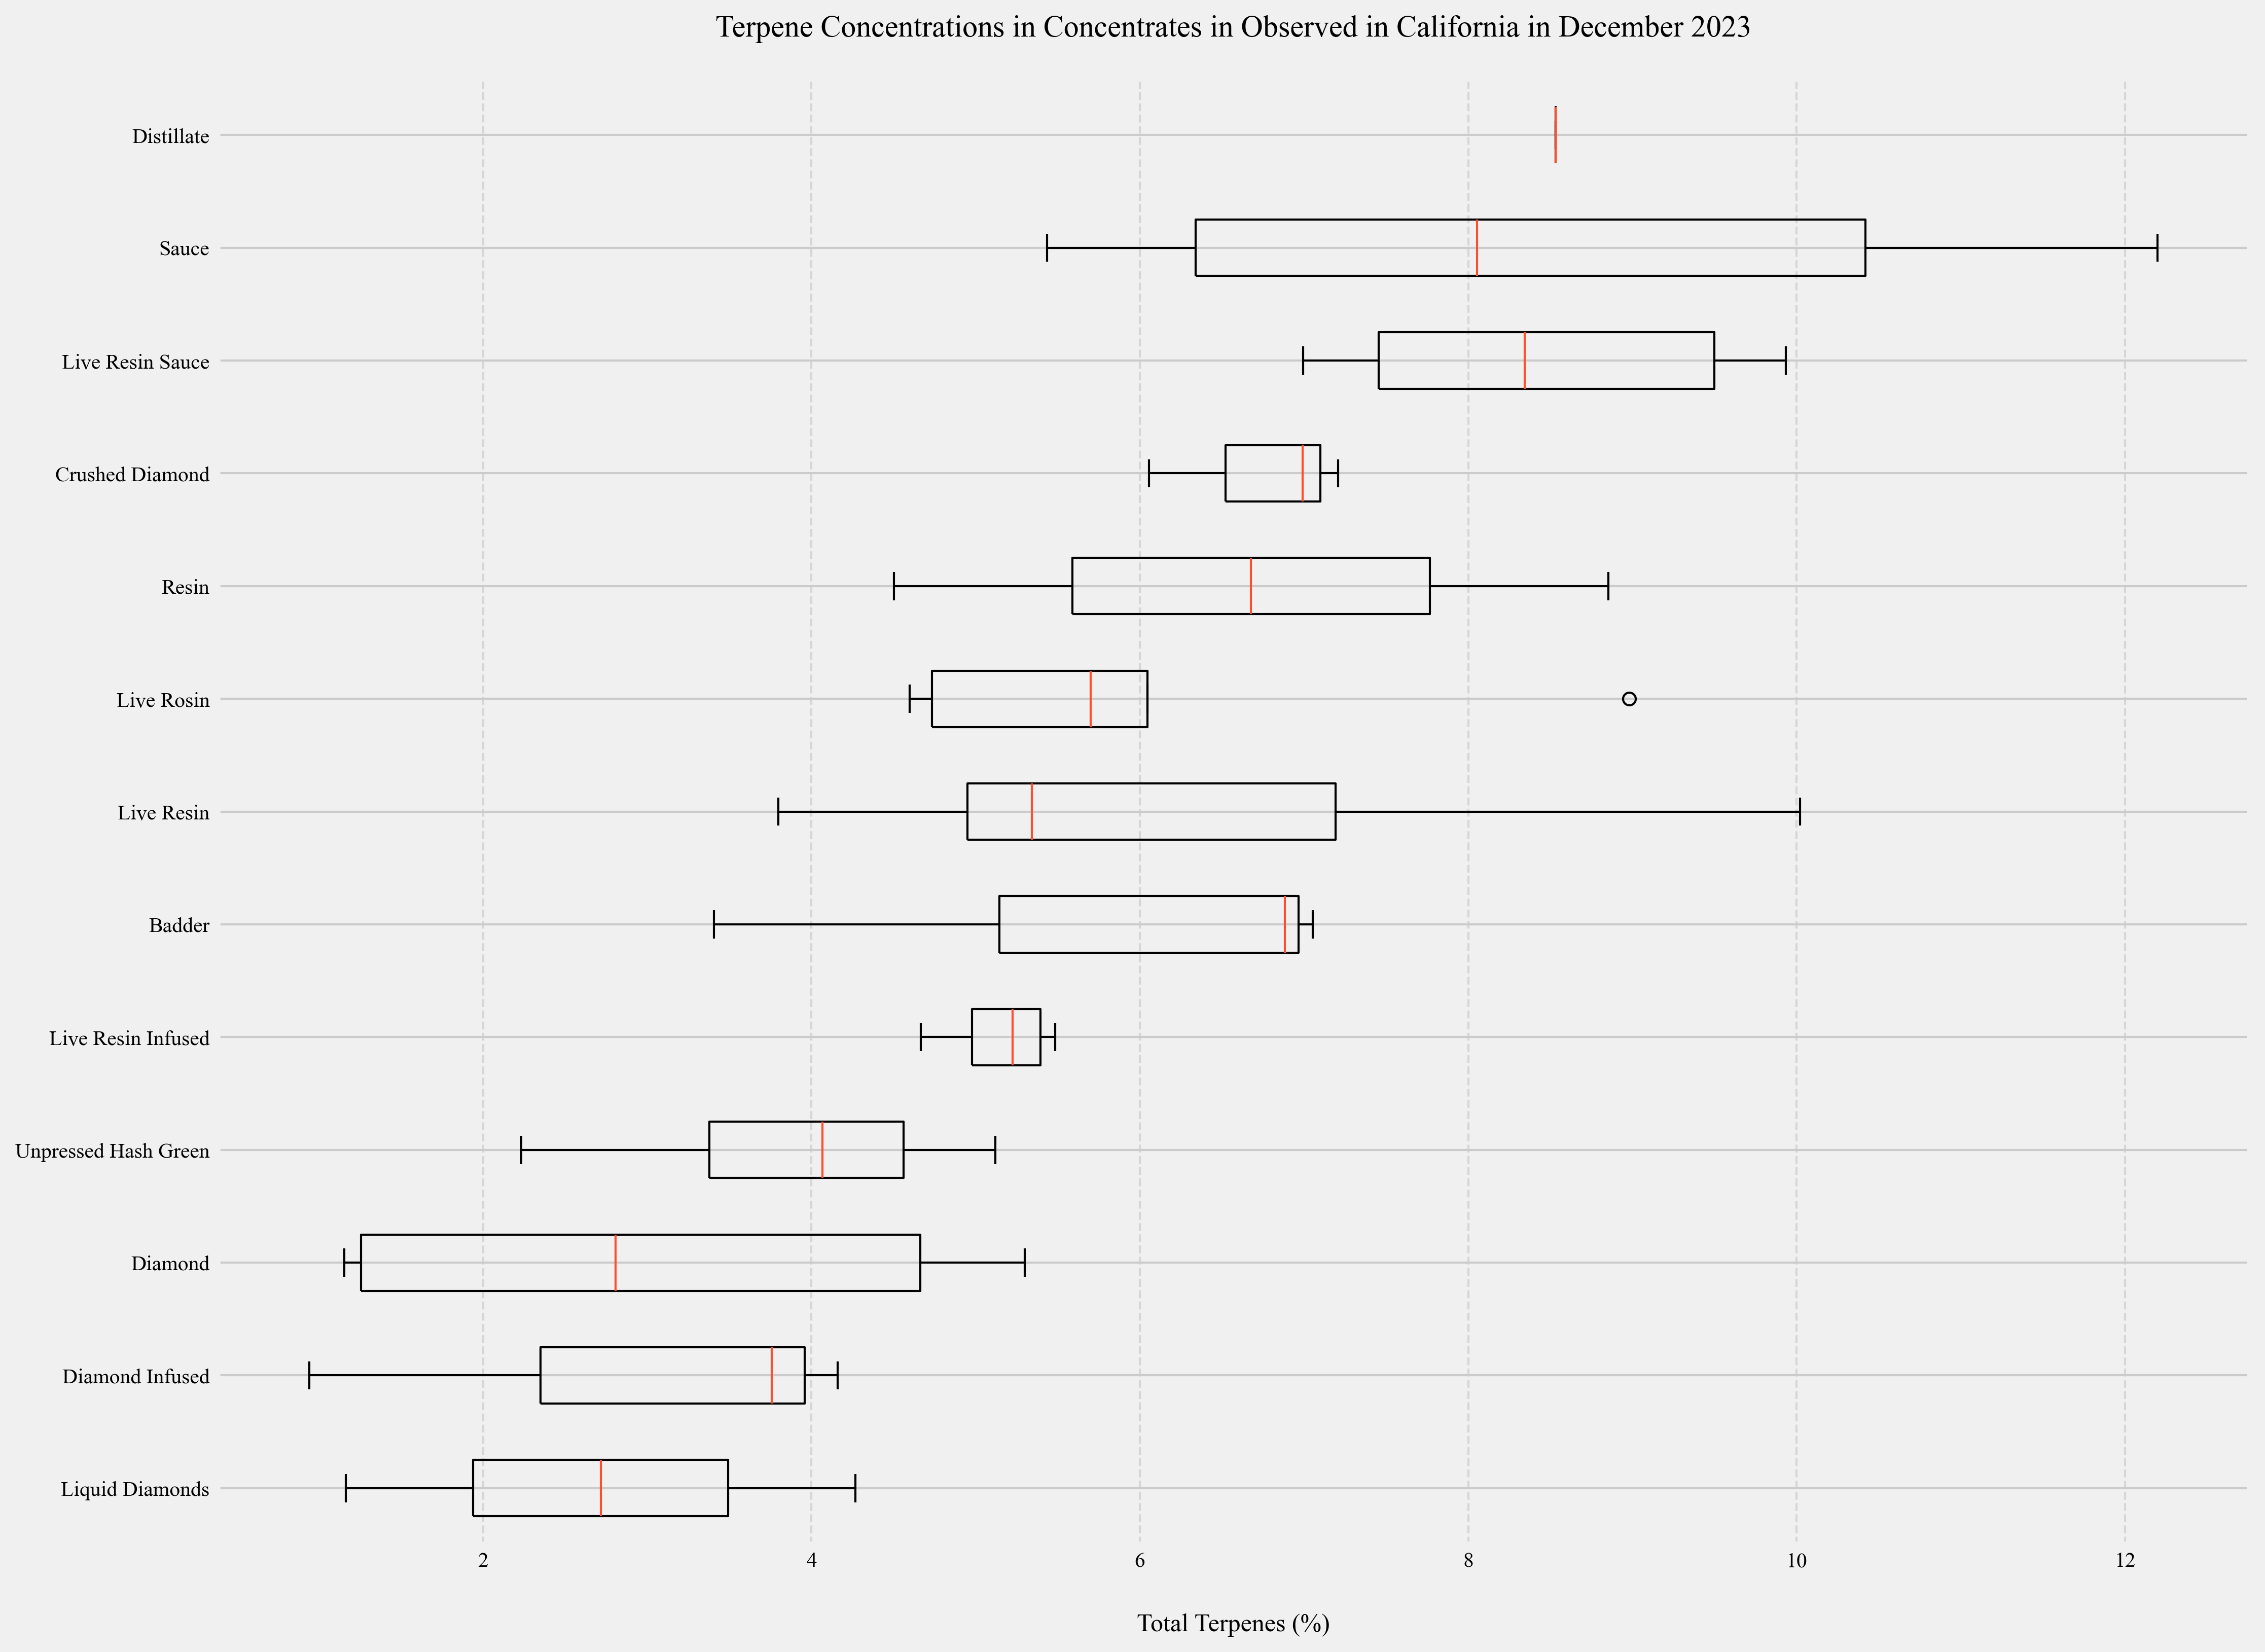 Terpene Concentrations in Concentrates in Observed in California in December 2023
Distillate
Sauce
Live Resin Sauce
Crushed Diamond
Resin
Live Rosin
Live Resin
Badder
Live Resin Infused
Unpressed Hash Green
Diamond
Diamond Infused
Liquid Diamonds
2 4 6 8 10 12
Total Terpenes (%)